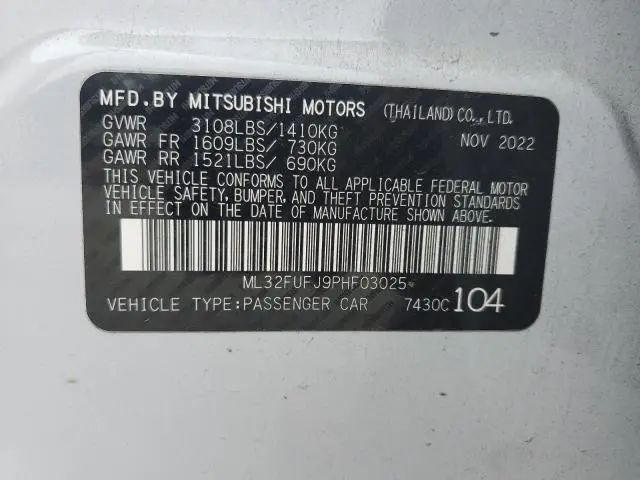 MFD.BY MITSUBISHI MOTORS (THAILAND) CO., LTD.
GVWR 3108LBS/1410KG NOV 2022
GAWR FR 1609LBS/ 730KG
GAWR RR 1521LBS/ 690KG
THIS VEHICLE CONFORMS TO ALL APPLICABLE FEDERAL MOTOR
VEHICLE SAFETY, BUMPER, AND THEFT PREVENTION STANDARDS
IN EFFECT ON THE DATE OF MANUFACTURE SHOWN ABOVE.
ML32FUFJ9PHF03025*
VEHICLE TYPE:PASSENGER CAR 7430C 104